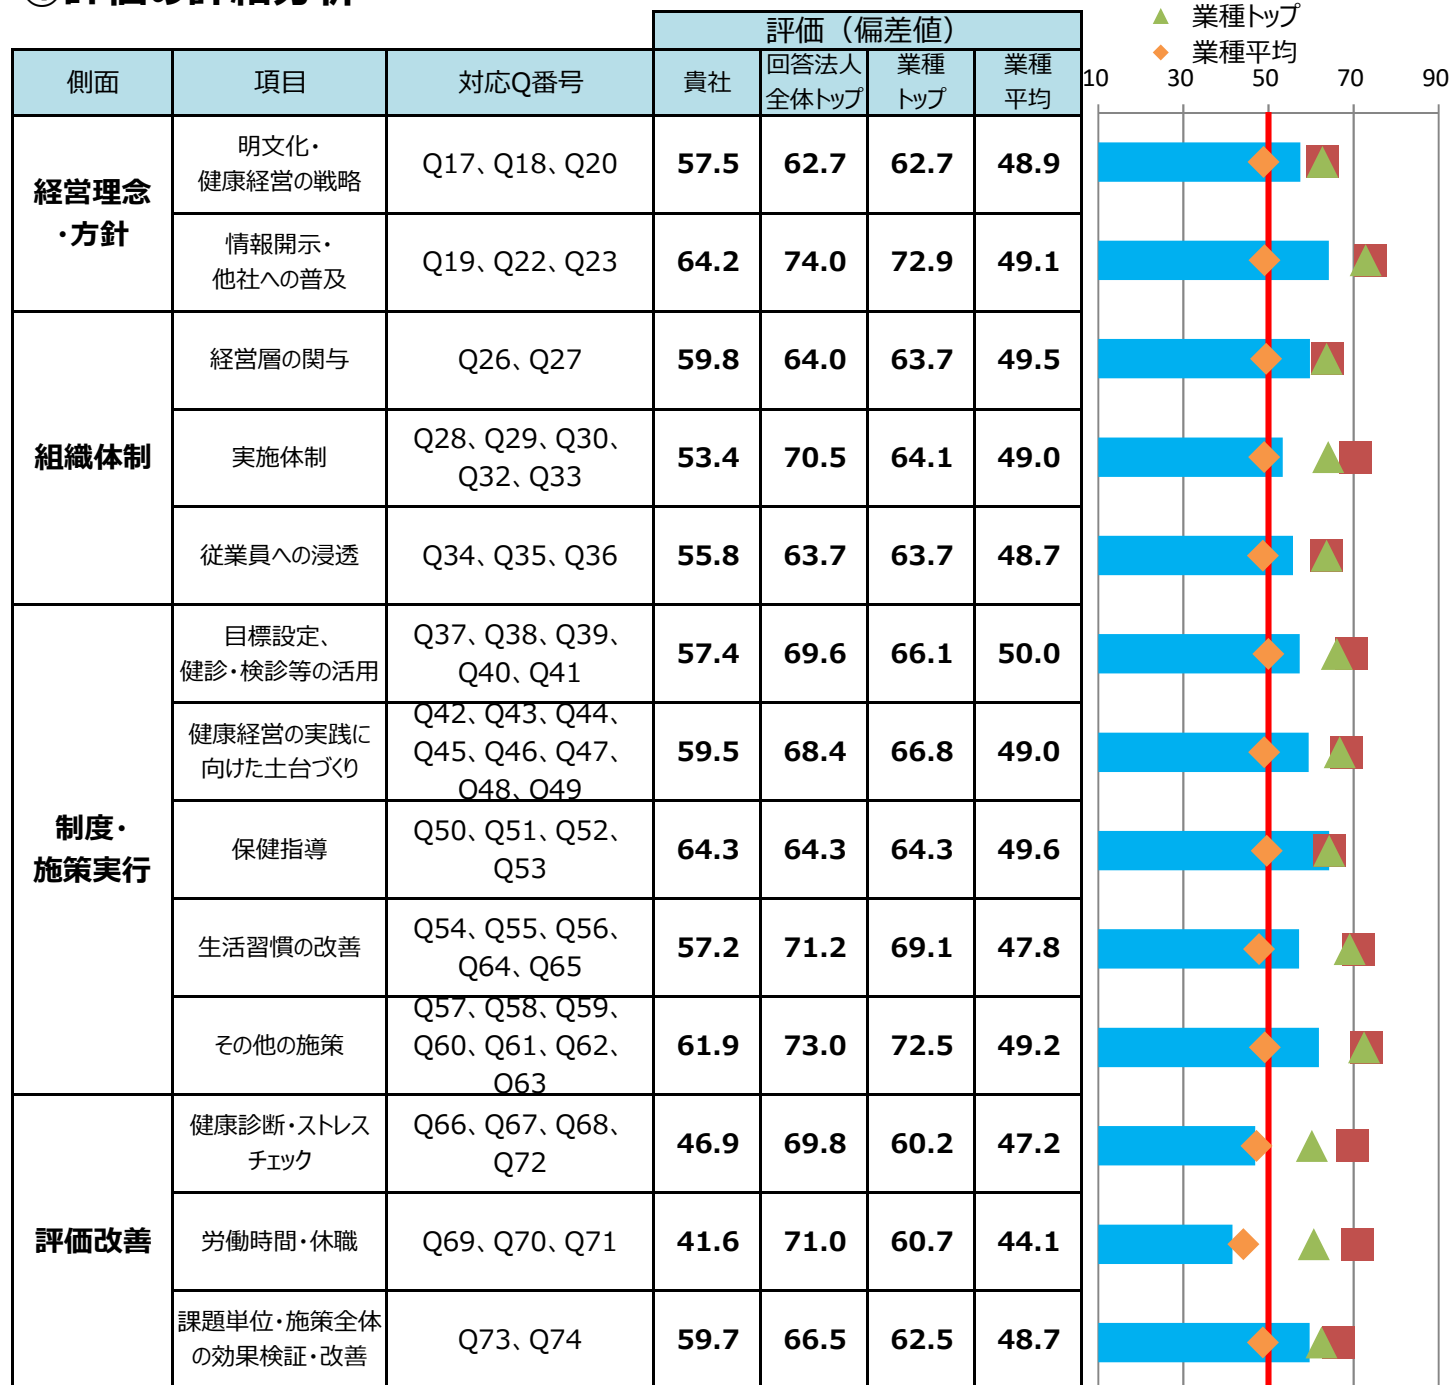 ①評価の詳細分析
▲ 業種トップ
◆ 業種平均
評価（偏差値）
側面 項目 対応Q番号 貴社 回答法人全体トップ 業種トップ 業種平均
10 30 50 70 90
経営理念・方針
明文化・健康経営の戦略 Q17、Q18、Q20 57.5 62.7 62.7 48.9
情報開示・他社への普及 Q19、Q22、Q23 64.2 74.0 72.9 49.1
組織体制
経営層の関与 Q26、Q27 59.8 64.0 63.7 49.5
実施体制 Q28、Q29、Q30、Q32、Q33 53.4 70.5 64.1 49.0
従業員への浸透 Q34、Q35、Q36 55.8 63.7 63.7 48.7
制度・施策実行
目標設定、健診・検診等の活用 Q37、Q38、Q39、Q40、Q41 57.4 69.6 66.1 50.0
健康経営の実践に向けた土台づくり Q42、Q43、Q44、Q45、Q46、Q47、Q48、Q49 59.5 68.4 66.8 49.0
保健指導 Q50、Q51、Q52、Q53 64.3 64.3 64.3 49.6
生活習慣の改善 Q54、Q55、Q56、Q64、Q65 57.2 71.2 69.1 47.8
その他の施策 Q57、Q58、Q59、Q60、Q61、Q62、Q63 61.9 73.0 72.5 49.2
評価改善
健康診断・ストレスチェック Q66、Q67、Q68、Q72 46.9 69.8 60.2 47.2
労働時間・休職 Q69、Q70、Q71 41.6 71.0 60.7 44.1
課題単位・施策全体の効果検証・改善 Q73、Q74 59.7 66.5 62.5 48.7